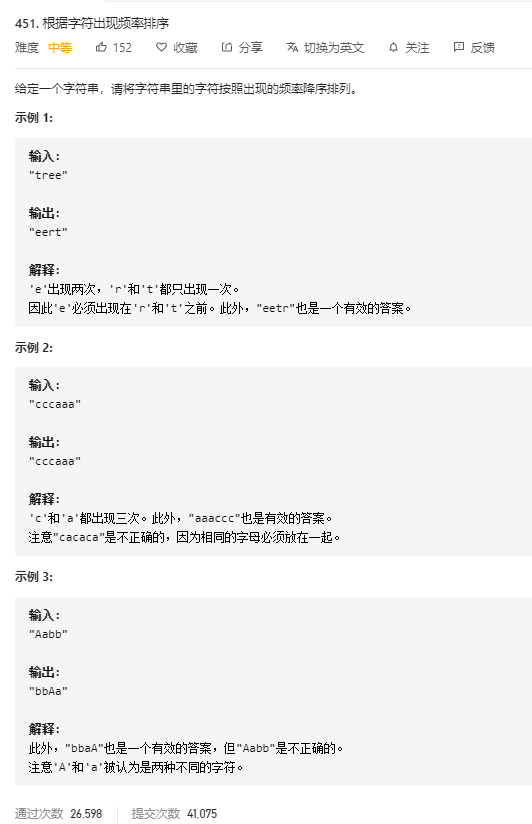 451. 根据字符出现频率排序
难度 中等 152 收藏 分享 切换为英文 关注 反馈
给定一个字符串，请将字符串里的字符按照出现的频率降序排列。
示例 1:
输入:
"tree"
输出:
"eert"
解释:
'e'出现两次，'r'和't'都只出现一次。
因此'e'必须出现在'r'和't'之前。此外，"eetr"也是一个有效的答案。
示例 2:
输入:
"cccaaa"
输出:
"cccaaa"
解释:
'c'和'a'都出现三次。此外，"aaaccc"也是有效的答案。
注意"cacaca"是不正确的，因为相同的字母必须放在一起。
示例 3:
输入:
"Aabb"
输出:
"bbAa"
解释:
此外，"bbaA"也是一个有效的答案，但"Aabb"是不正确的。
注意'A'和'a'被认为是两种不同的字符。
通过次数 26,598 提交次数 41,075